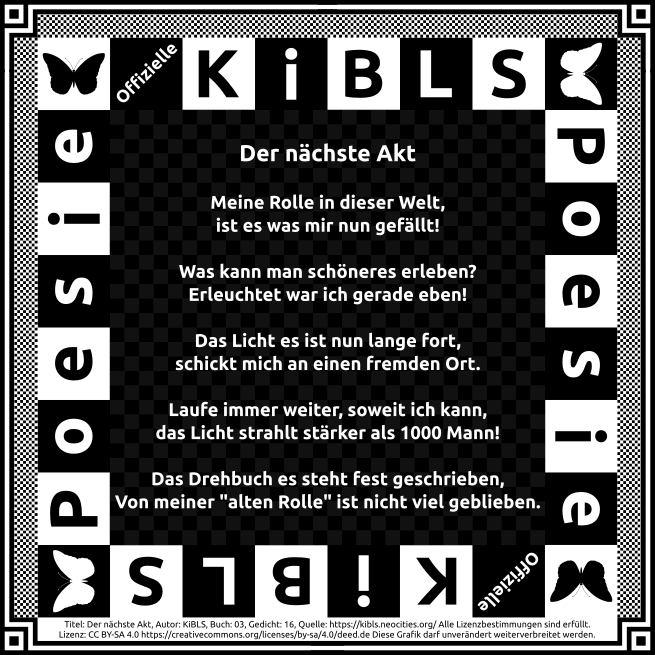 Offizielle
KiBLS
Poesie
Poesie
Der nächste Akt
Meine Rolle in dieser Welt,
ist es was mir nun gefällt!
Was kann man schöneres erleben?
Erleuchtet war ich gerade eben!
Das Licht es ist nun lange fort,
schickt mich an einen fremden Ort.
Laufe immer weiter, soweit ich kann,
das Licht strahlt stärker als 1000 Mann!
Das Drehbuch es steht fest geschrieben,
Von meiner "alten Rolle" ist nicht viel geblieben.
Offizielle
KiBLS
Titel: Der nächste Akt, Autor: KiBLS, Buch: 03, Gedicht: 16, Quelle: https://kibls.neocities.org/ Alle Lizenzbestimmungen sind erfüllt.
Lizenz: CC BY-SA 4.0 https://creativecommons.org/licenses/by-sa/4.0/deed.de Diese Grafik darf unverändert weiterverbreitet werden.